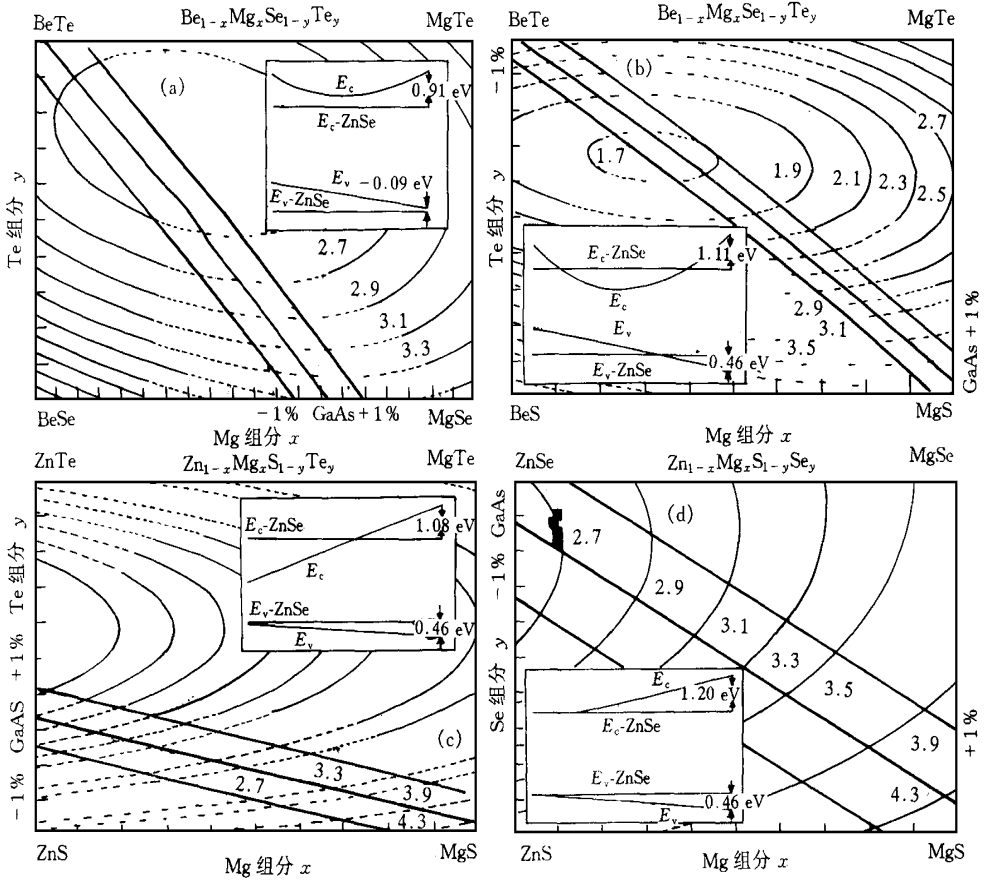 Be₁₋ₓMgₓSe₁₋yTey
BeTe
MgTe
(a)
Ec
0.91 eV
Ec-ZnSe
Ev
-0.09 eV
Ev-ZnSe
2.7
2.9
3.1
3.3
Te 组分 y
BeSe
-1% GaAs+1%
MgSe
Mg 组分 x
Be₁₋ₓMgₓSe₁₋yTey
BeTe
MgTe
-1%
(b)
1.7
1.9
2.1
2.3
2.5
2.7
Ec-ZnSe
1.11 eV
Ec
Ev
0.46 eV
Ev-ZnSe
2.9
3.1
3.5
Te 组分 y
GaAs+1%
BeS
MgS
Mg 组分 x
Zn₁₋ₓMgₓS₁₋yTey
ZnTe
MgTe
Ec-ZnSe
1.08 eV
Ec
Ev-ZnSe
0.46 eV
Ev
(c)
3.3
2.7
3.9
4.3
-1% GaAS +1% Te 组分 y
ZnS
MgS
Mg 组分 x
Zn₁₋ₓMgₓS₁₋ySey
ZnSe
MgSe
(d)
2.7
2.9
3.1
3.3
3.5
3.9
4.3
Ec
1.20 eV
Ec-ZnSe
Ev-ZnSe
0.46 eV
Ev
Se 组分 y -1% GaAs
+1%
ZnS
MgS
Mg 组分 x